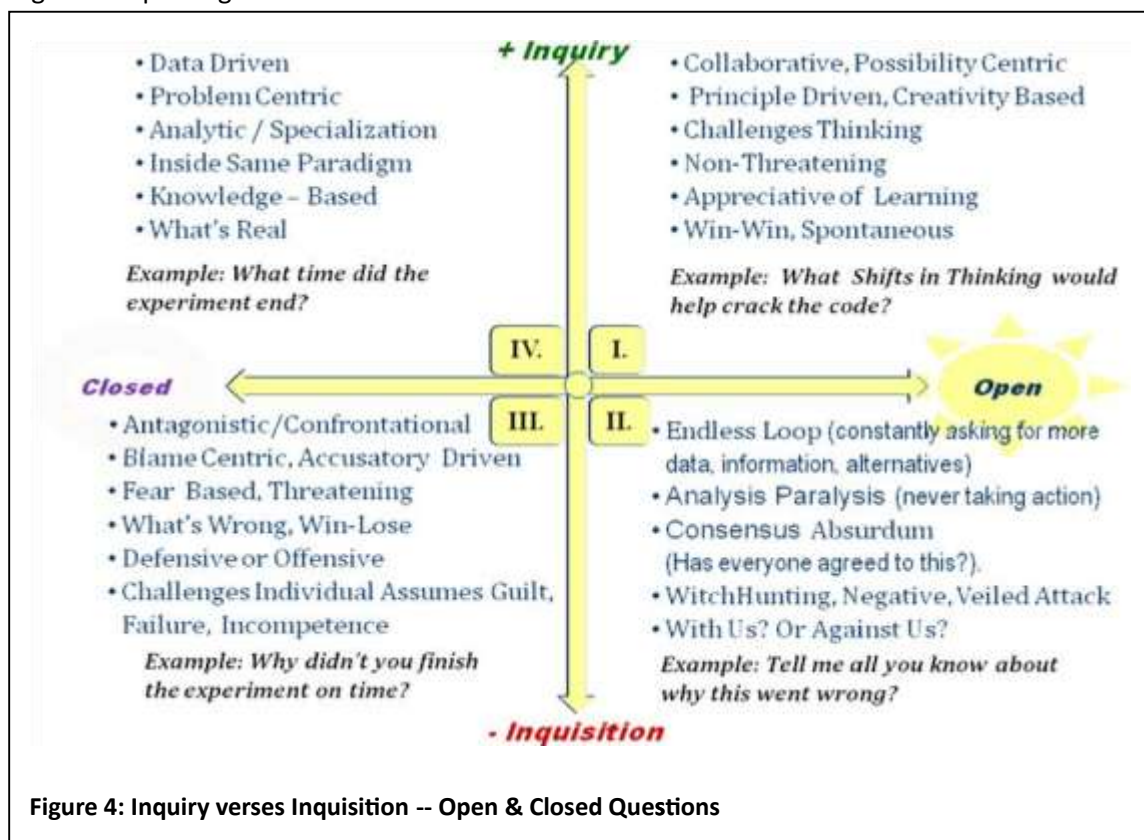 + Inquiry
• Data Driven
• Problem Centric
• Analytic / Specialization
• Inside Same Paradigm
• Knowledge – Based
• What's Real
Example: What time did the
experiment end?
• Collaborative, Possibility Centric
• Principle Driven, Creativity Based
• Challenges Thinking
• Non-Threatening
• Appreciative of Learning
• Win-Win, Spontaneous
Example: What Shifts in Thinking would
help crack the code?
IV.
I.
Closed
Open
III.
II.
• Antagonistic/Confrontational
• Blame Centric, Accusatory Driven
• Fear Based, Threatening
• What's Wrong, Win-Lose
• Defensive or Offensive
• Challenges Individual Assumes Guilt,
Failure, Incompetence
Example: Why didn't you finish
the experiment on time?
• Endless Loop (constantly asking for more
data, information, alternatives)
• Analysis Paralysis (never taking action)
• Consensus Absurdum
(Has everyone agreed to this?).
• WitchHunting, Negative, Veiled Attack
• With Us? Or Against Us?
Example: Tell me all you know about
why this went wrong?
- Inquisition
Figure 4: Inquiry verses Inquisition -- Open & Closed Questions